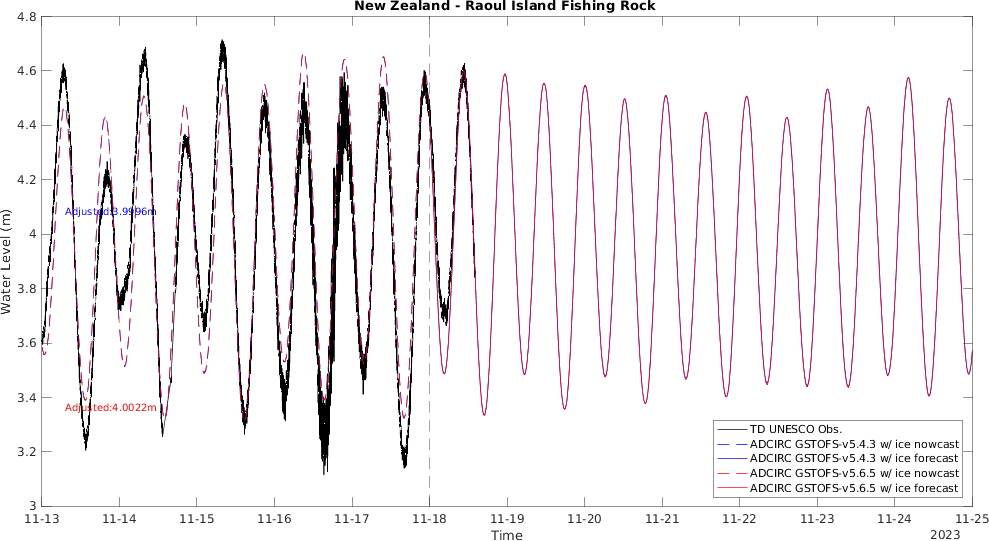 New Zealand - Raoul Island Fishing Rock
4.8
4.6
4.4
4.2
4
3.8
3.6
3.4
3.2
3
Water Level (m)
Adjusted:3.9996m
Adjusted:4.0022m
TD UNESCO Obs.
ADCIRC GSTOFS-v5.4.3 w/ ice nowcast
ADCIRC GSTOFS-v5.4.3 w/ ice forecast
ADCIRC GSTOFS-v5.6.5 w/ ice nowcast
ADCIRC GSTOFS-v5.6.5 w/ ice forecast
11-13 11-14 11-15 11-16 11-17 11-18 11-19 11-20 11-21 11-22 11-23 11-24 11-25
Time
2023